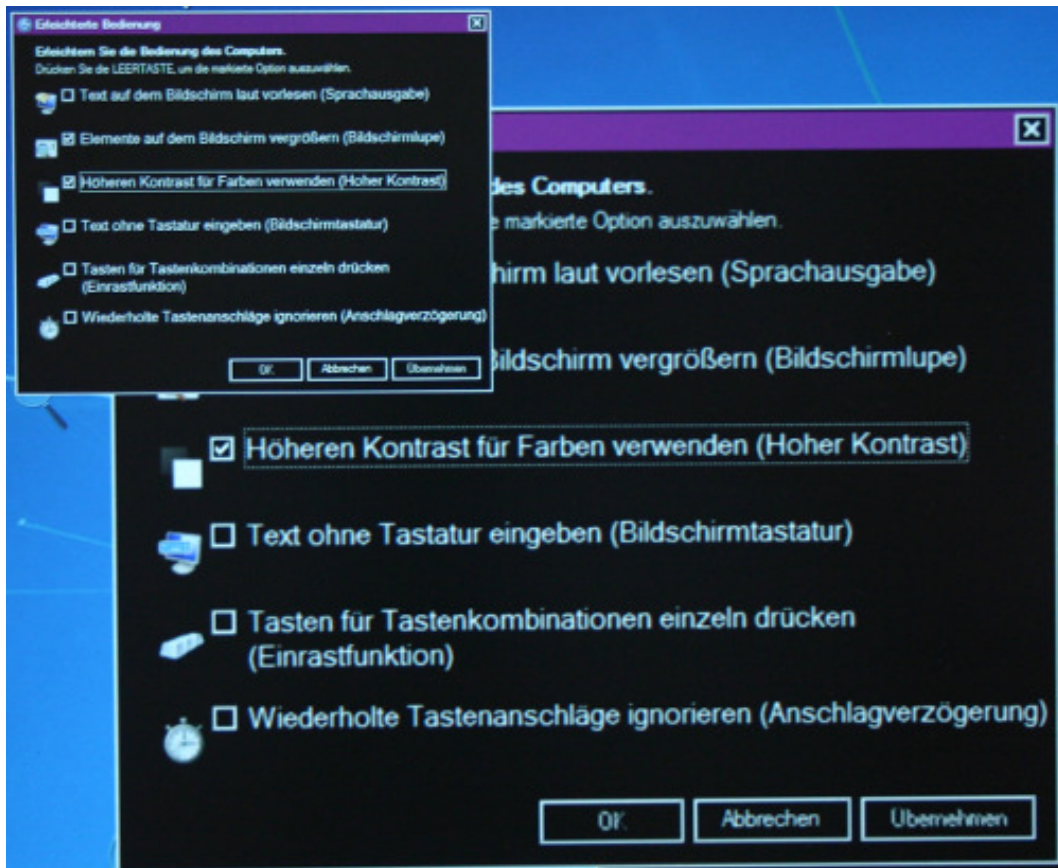 Erleichterte Bedienung
Erleichtern Sie die Bedienung des Computers.
Drücken Sie die LEERTASTE, um die markierte Option auszuwählen.
Text auf dem Bildschirm laut vorlesen (Sprachausgabe)
Elemente auf dem Bildschirm vergrößern (Bildschirmlupe)
Höheren Kontrast für Farben verwenden (Hoher Kontrast)
Text ohne Tastatur eingeben (Bildschirmtastatur)
Tasten für Tastenkombinationen einzeln drücken
(Einrastfunktion)
Wiederholte Tastenanschläge ignorieren (Anschlagverzögerung)
OK Abbrechen Übernehmen
des Computers.
e markierte Option auszuwählen.
hirm laut vorlesen (Sprachausgabe)
Bildschirm vergrößern (Bildschirmlupe)
Höheren Kontrast für Farben verwenden (Hoher Kontrast)
Text ohne Tastatur eingeben (Bildschirmtastatur)
Tasten für Tastenkombinationen einzeln drücken
(Einrastfunktion)
Wiederholte Tastenanschläge ignorieren (Anschlagverzögerung)
OK Abbrechen Übernehmen